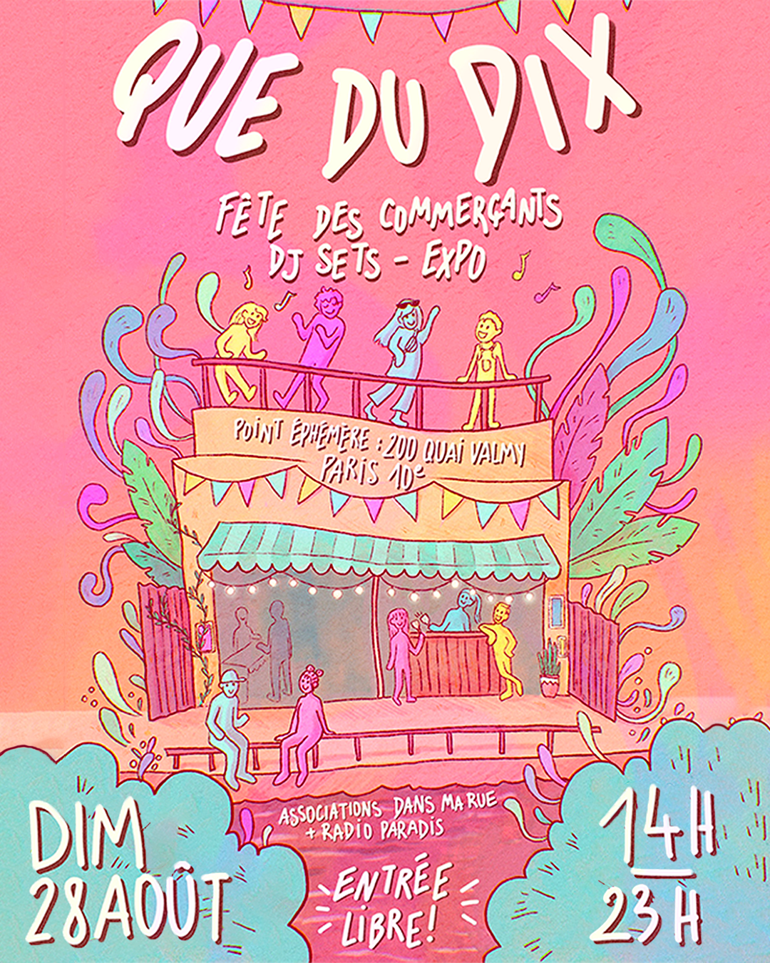 QUE DU DIX
FÊTE DES COMMERÇANTS
DJ SETS - EXPO
POINT ÉPHÉMÈRE : 200 QUAI VALMY
PARIS 10e
ASSOCIATIONS DANS MA RUE
+ RADIO PARADIS
ENTRÉE
LIBRE!
DIM
28 AOÛT
14H
23H